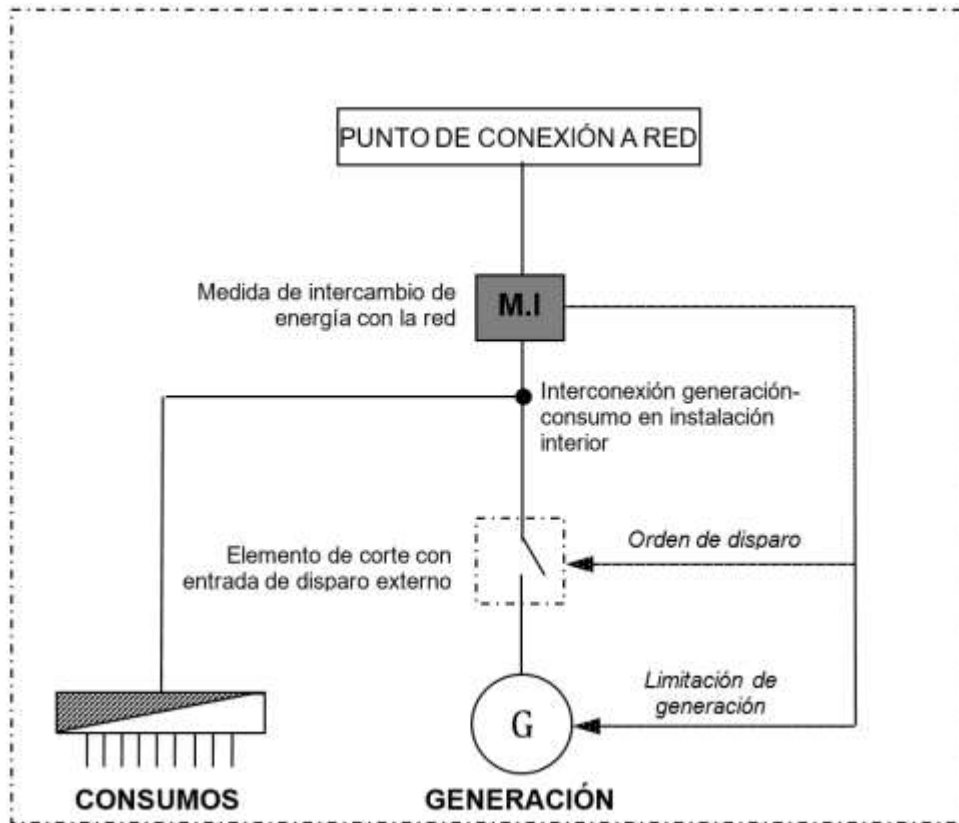 PUNTO DE CONEXIÓN A RED
Medida de intercambio de
energía con la red
M.I
Interconexión generación-
consumo en instalación
interior
Elemento de corte con
entrada de disparo externo
Orden de disparo
Limitación de
generación
G
CONSUMOS
GENERACIÓN